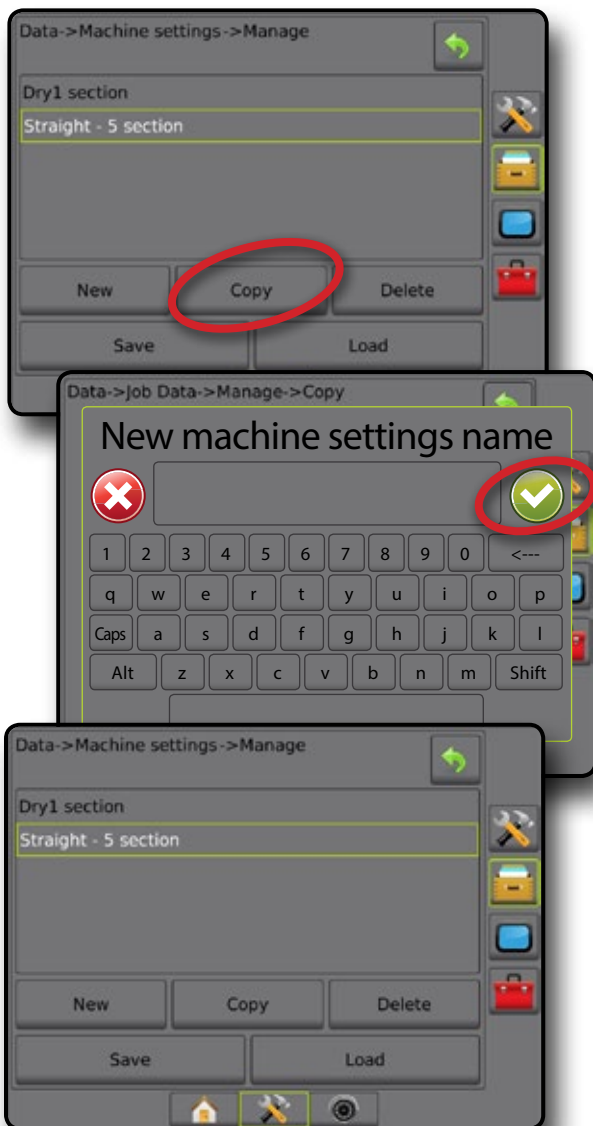 Data->Machine settings->Manage
Dry1 section
Straight - 5 section
New Copy Delete
Save Load
Data->Job Data->Manage->Copy
New machine settings name
1 2 3 4 5 6 7 8 9 0 <---
q w e r t y u i o p
Caps a s d f g h j k l
Alt z x c v b n m Shift
Data->Machine settings->Manage
Dry1 section
Straight - 5 section
New Copy Delete
Save Load